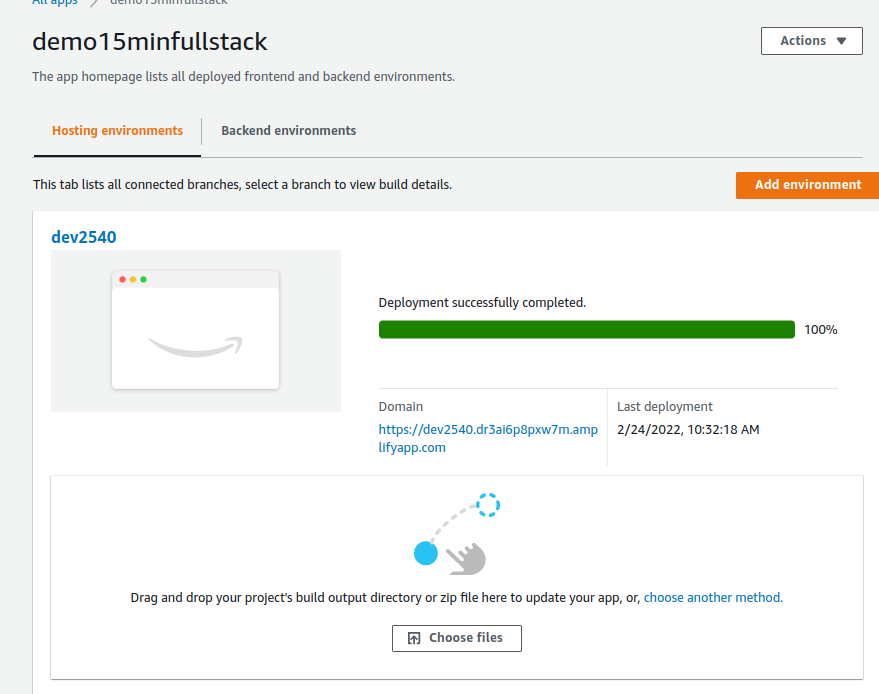 All apps
demo15minfullstack
demo15minfullstack
Actions
The app homepage lists all deployed frontend and backend environments.
Hosting environments
Backend environments
This tab lists all connected branches, select a branch to view build details.
Add environment
dev2540
Deployment successfully completed.
100%
Domain
https://dev2540.dr3ai6p8pxw7m.amp
lifyapp.com
Last deployment
2/24/2022, 10:32:18 AM
Drag and drop your project's build output directory or zip file here to update your app, or, choose another method.
Choose files